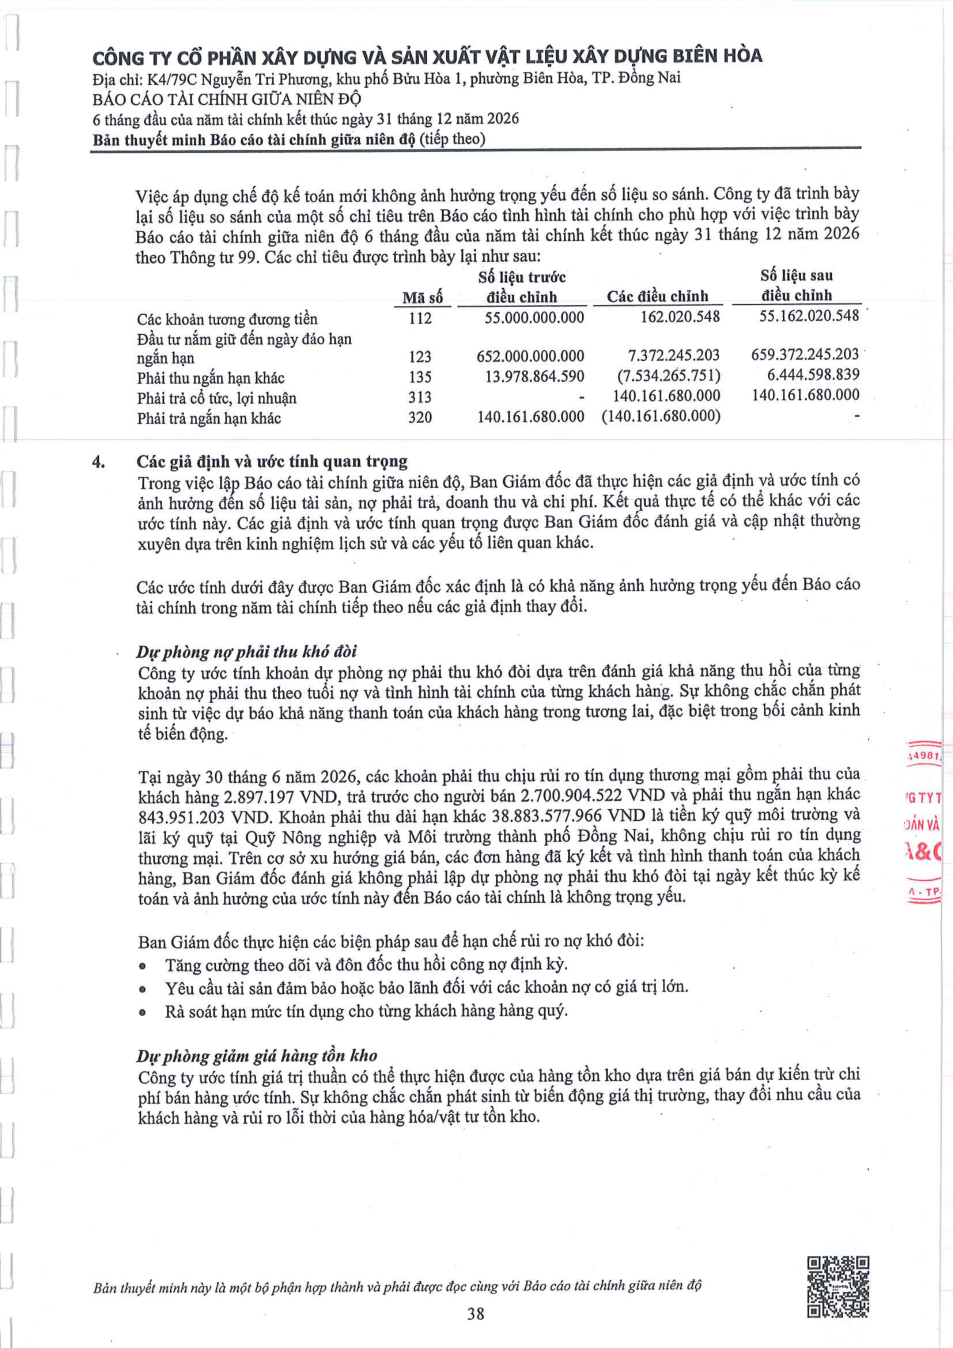 CÔNG TY CỔ PHẦN XÂY DỰNG VÀ SẢN XUẤT VẬT LIỆU XÂY DỰNG BIÊN HÒA
Địa chỉ: K4/79C Nguyễn Tri Phương, khu phố Bửu Hòa 1, phường Biên Hòa, TP. Đồng Nai
BÁO CÁO TÀI CHÍNH GIỮA NIÊN ĐỘ
6 tháng đầu của năm tài chính kết thúc ngày 31 tháng 12 năm 2026
Bản thuyết minh Báo cáo tài chính giữa niên độ (tiếp theo)
Việc áp dụng chế độ kế toán mới không ảnh hưởng trọng yếu đến số liệu so sánh. Công ty đã trình bày
lại số liệu so sánh của một số chỉ tiêu trên Báo cáo tình hình tài chính cho phù hợp với việc trình bày
Báo cáo tài chính giữa niên độ 6 tháng đầu của năm tài chính kết thúc ngày 31 tháng 12 năm 2026
theo Thông tư 99. Các chỉ tiêu được trình bày lại như sau:
Mã số Số liệu trước điều chỉnh Các điều chỉnh Số liệu sau điều chỉnh
Các khoản tương đương tiền 112 55.000.000.000 162.020.548 55.162.020.548
Đầu tư nắm giữ đến ngày đáo hạn
ngắn hạn 123 652.000.000.000 7.372.245.203 659.372.245.203
Phải thu ngắn hạn khác 135 13.978.864.590 (7.534.265.751) 6.444.598.839
Phải trả cổ tức, lợi nhuận 313 - 140.161.680.000 140.161.680.000
Phải trả ngắn hạn khác 320 140.161.680.000 (140.161.680.000) -
4. Các giả định và ước tính quan trọng
Trong việc lập Báo cáo tài chính giữa niên độ, Ban Giám đốc đã thực hiện các giả định và ước tính có
ảnh hưởng đến số liệu tài sản, nợ phải trả, doanh thu và chi phí. Kết quả thực tế có thể khác với các
ước tính này. Các giả định và ước tính quan trọng được Ban Giám đốc đánh giá và cập nhật thường
xuyên dựa trên kinh nghiệm lịch sử và các yếu tố liên quan khác.
Các ước tính dưới đây được Ban Giám đốc xác định là có khả năng ảnh hưởng trọng yếu đến Báo cáo
tài chính trong năm tài chính tiếp theo nếu các giả định thay đổi.
Dự phòng nợ phải thu khó đòi
Công ty ước tính khoản dự phòng nợ phải thu khó đòi dựa trên đánh giá khả năng thu hồi của từng
khoản nợ phải thu theo tuổi nợ và tình hình tài chính của từng khách hàng. Sự không chắc chắn phát
sinh từ việc dự báo khả năng thanh toán của khách hàng trong tương lai, đặc biệt trong bối cảnh kinh
tế biến động.
Tại ngày 30 tháng 6 năm 2026, các khoản phải thu chịu rủi ro tín dụng thương mại gồm phải thu của
khách hàng 2.897.197 VND, trả trước cho người bán 2.700.904.522 VND và phải thu ngắn hạn khác
843.951.203 VND. Khoản phải thu dài hạn khác 38.883.577.966 VND là tiền ký quỹ môi trường và
lãi ký quỹ tại Quỹ Nông nghiệp và Môi trường thành phố Đồng Nai, không chịu rủi ro tín dụng
thương mại. Trên cơ sở xu hướng giá bán, các đơn hàng đã ký kết và tình hình thanh toán của khách
hàng, Ban Giám đốc đánh giá không phải lập dự phòng nợ phải thu khó đòi tại ngày kết thúc kỳ kế
toán và ảnh hưởng của ước tính này đến Báo cáo tài chính là không trọng yếu.
Ban Giám đốc thực hiện các biện pháp sau để hạn chế rủi ro nợ khó đòi:
• Tăng cường theo dõi và đôn đốc thu hồi công nợ định kỳ.
• Yêu cầu tài sản đảm bảo hoặc bảo lãnh đối với các khoản nợ có giá trị lớn.
• Rà soát hạn mức tín dụng cho từng khách hàng hàng quý.
Dự phòng giảm giá hàng tồn kho
Công ty ước tính giá trị thuần có thể thực hiện được của hàng tồn kho dựa trên giá bán dự kiến trừ chi
phí bán hàng ước tính. Sự không chắc chắn phát sinh từ biến động giá thị trường, thay đổi nhu cầu của
khách hàng và rủi ro lỗi thời của hàng hóa/vật tư tồn kho.
Bản thuyết minh này là một bộ phận hợp thành và phải được đọc cùng với Báo cáo tài chính giữa niên độ
38